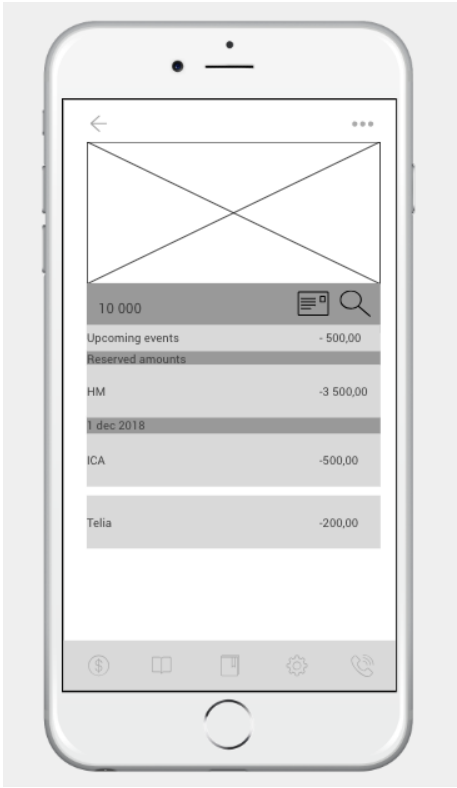 10 000
Upcoming events - 500,00
Reserved amounts
HM -3 500,00
1 dec 2018
ICA -500,00
Telia -200,00